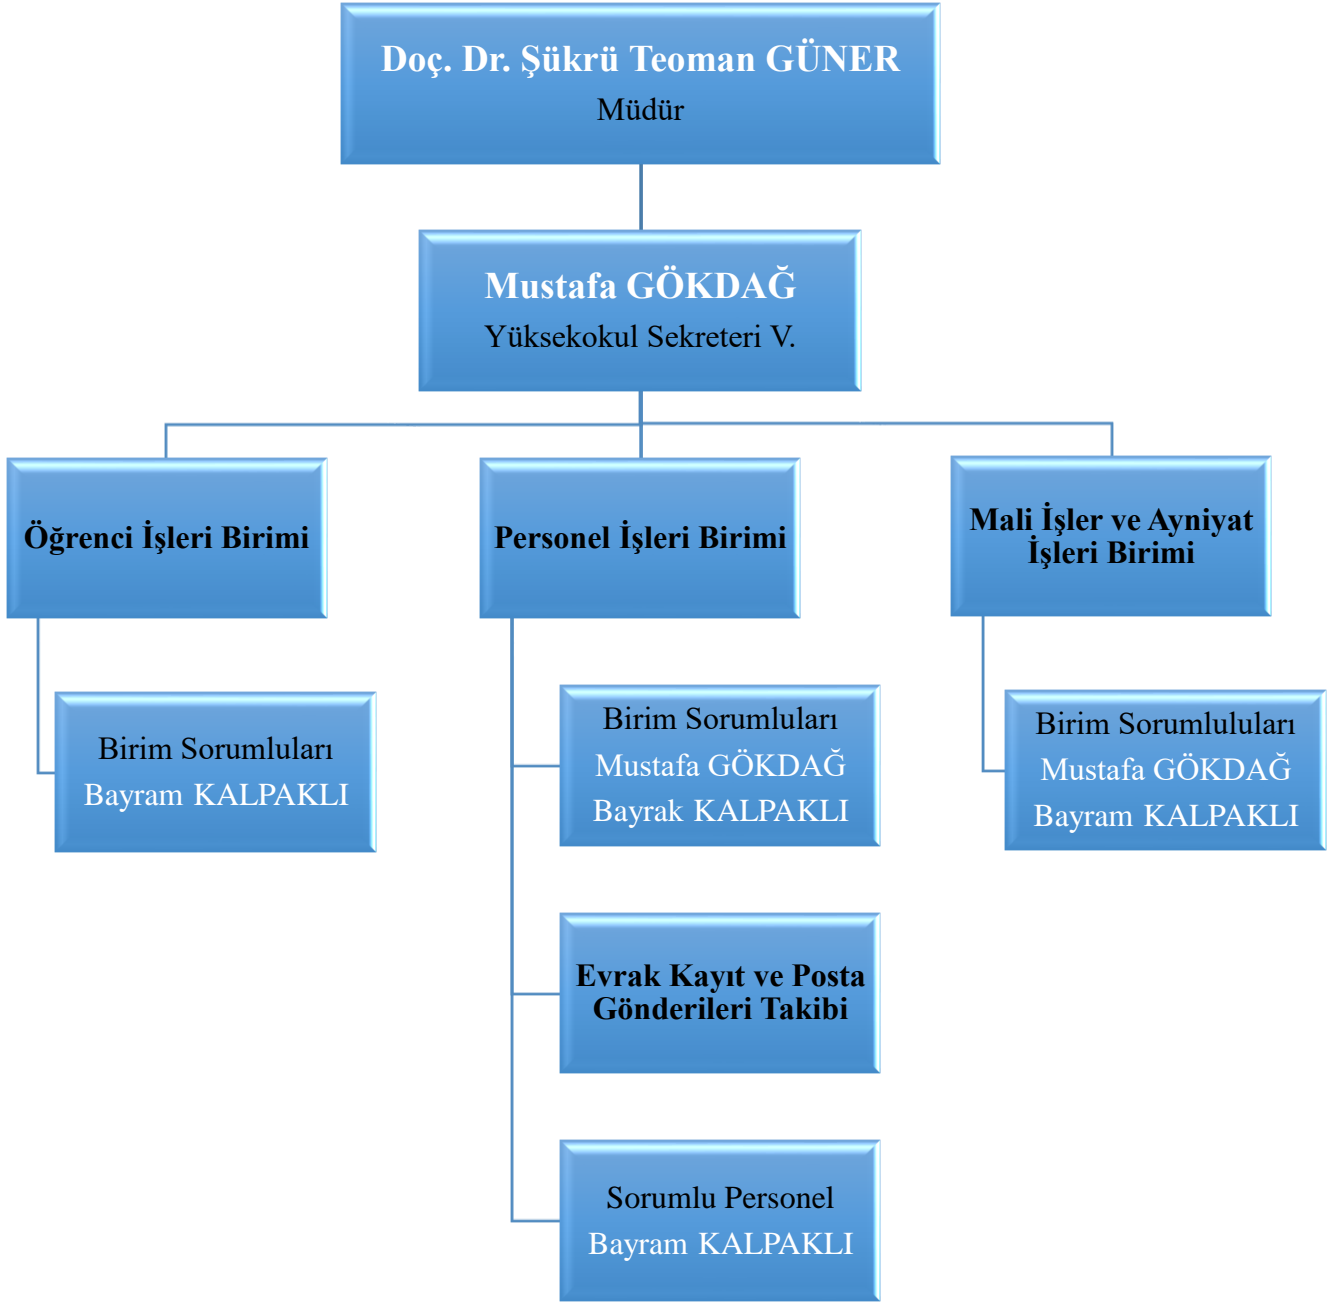 Doç. Dr. Şükrü Teoman GÜNER
Müdür
Mustafa GÖKDAĞ
Yüksekokul Sekreteri V.
Öğrenci İşleri Birimi
Personel İşleri Birimi
Mali İşler ve Ayniyat
İşleri Birimi
Birim Sorumluları
Bayram KALPAKLI
Birim Sorumluları
Mustafa GÖKDAĞ
Bayrak KALPAKLI
Birim Sorumlululuları
Mustafa GÖKDAĞ
Bayram KALPAKLI
Evrak Kayıt ve Posta
Gönderileri Takibi
Sorumlu Personel
Bayram KALPAKLI